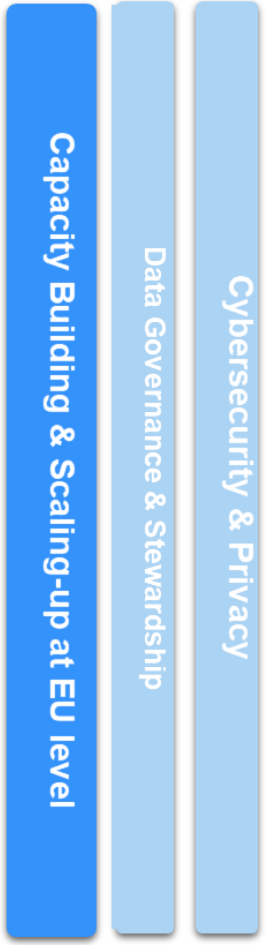 Capacity Building & Scaling-up at EU level
Data Governance & Stewardship
Cybersecurity & Privacy